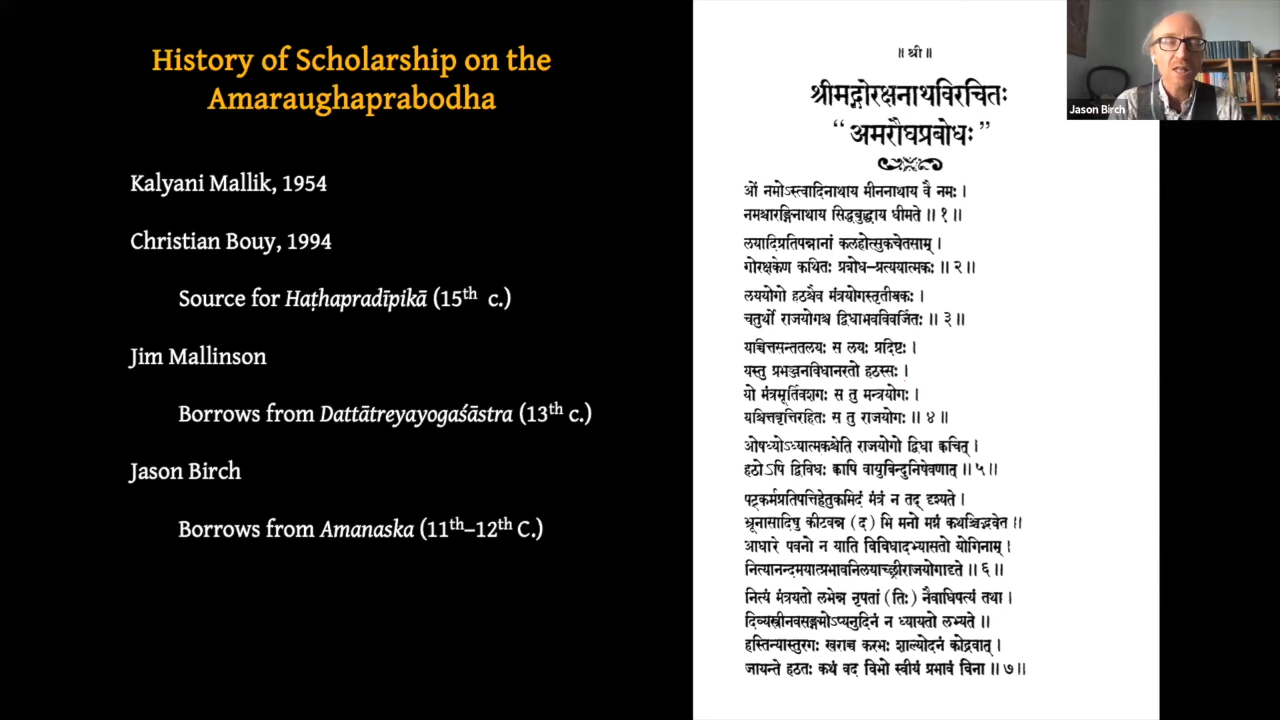 History of Scholarship on the
Amaraughaprabodha
Kalyani Mallik, 1954
Christian Bouy, 1994
Source for Haṭhapradīpikā (15th c.)
Jim Mallinson
Borrows from Dattātreyayogaśāstra (13th c.)
Jason Birch
Borrows from Amanaska (11th–12th C.)
॥ श्री ॥
श्रीमद्गोरक्षनाथविरचितः
“अमरौघप्रबोधः”
ओं नमोऽस्त्वादिनाथाय मीननाथाय वै नमः ।
नमश्चौरङ्गिनाथाय सिद्धबुद्धाय धीमते ॥ १ ॥
लयादिप्रतिपन्नानां कलहोत्सुकचेतसाम् ।
गोरक्षकेण कथितः प्रबोध–प्रत्ययात्मकः ॥ २ ॥
लययोगो हठश्चैव मंत्रयोगस्तृतीयकः ।
चतुर्थो राजयोगश्च द्विधाभवविवर्जितः ॥ ३ ॥
यच्चित्तसन्ततलयः स लयः प्रदिष्टः ।
यस्तु प्रभञ्जनविधानरतो हठस्सः ।
यो मंत्रमूर्तिवशगः स तु मन्त्रयोगः ।
यश्चित्तवृत्तिरहितः स तु राजयोगः ॥ ४ ॥
ओषध्योऽध्यात्मकश्चेति राजयोगो द्विधा क्वचित् ।
हठोऽपि द्विविधः क्वापि वायुबिन्दुनिषेवणात् ॥ ५ ॥
षट्कर्मप्रतिपत्तिहेतुकमिदं मंत्रं न तद् दृश्यते ।
भ्रूनासादिषु कीटवन्न (द) भि मनो मग्नं कथञ्चिद्भवेत ॥
आधारे पवनो न याति विविधादभ्यासतो योगिनाम् ।
नित्यानन्दमयात्प्रभावनिलयाच्छ्रीराजयोगादृते ॥ ६ ॥
नित्यं मंत्रयतो लभेन्न नृपतां (तिः) नैवाधिपत्यं तथा ।
दिव्यस्त्रीनवसङ्गमोऽप्यनुदिनं न ध्यायतो लभ्यते ॥
हस्तिन्यास्तुरगः खराच्च करभः शाल्योदनं कोद्रवात् ।
जायन्ते हठतः कथं वद विभो स्वीयं प्रभावं विना ॥ ७ ॥
Jason Birch